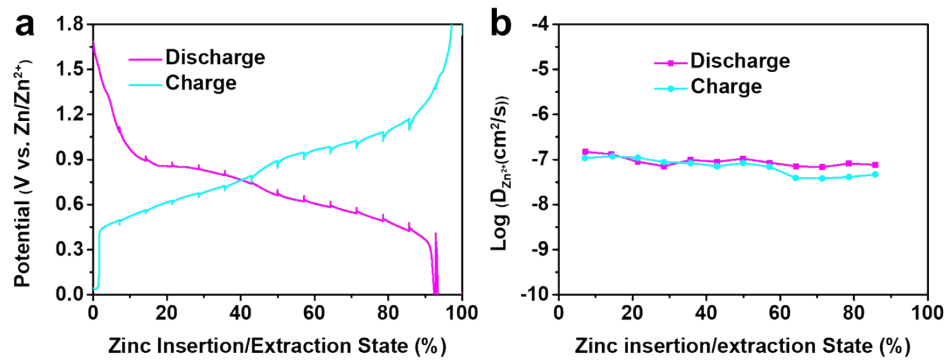 a
1.8
1.5
1.2
0.9
0.6
0.3
0.0
Potential (V vs. Zn/Zn²⁺)
Discharge
Charge
0 20 40 60 80 100
Zinc Insertion/Extraction State (%)
b
-4
-5
-6
-7
-8
-9
-10
Log (D_Zn²⁺(Cm²/s))
Discharge
Charge
0 20 40 60 80 100
Zinc insertion/extraction State (%)